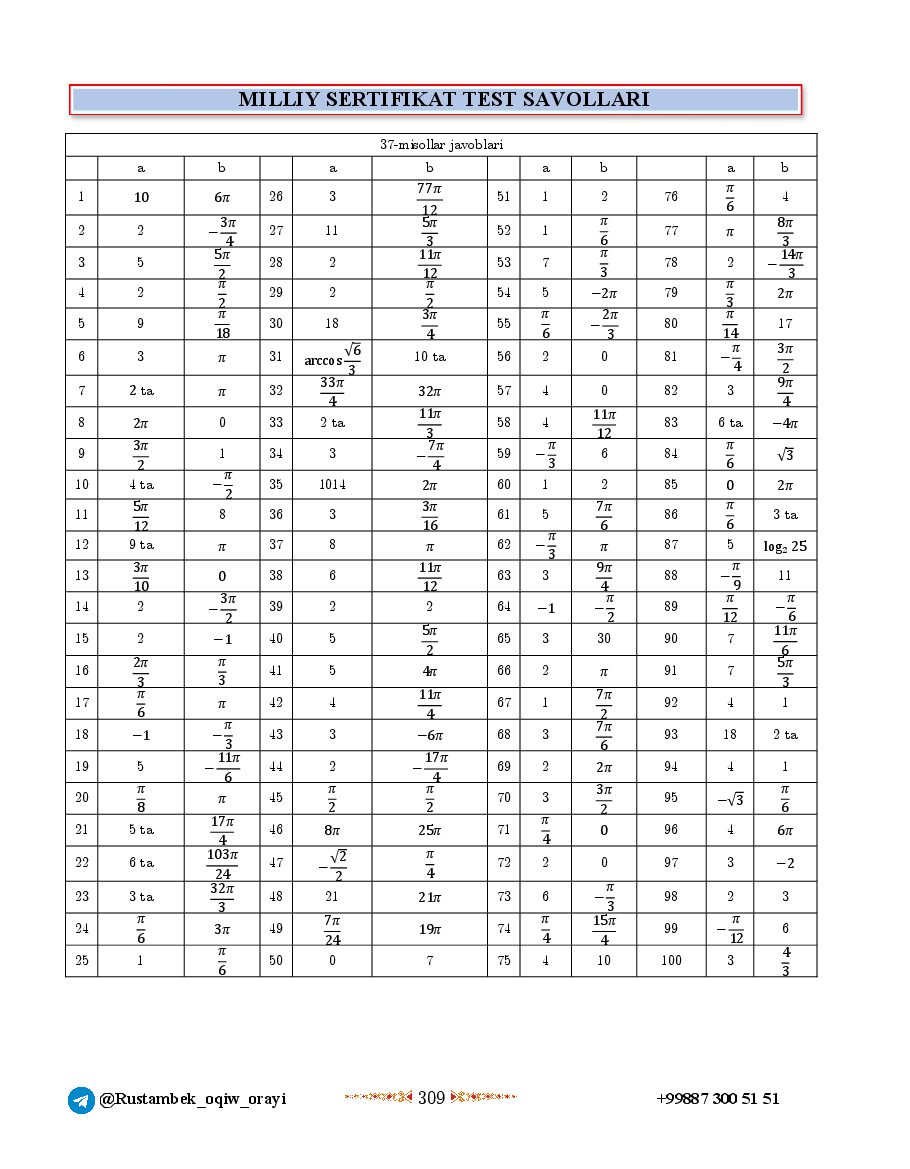 MILLIY SERTIFIKAT TEST SAVOLLARI
37-misollar javoblari
a b a b a b a b
1 10 6π 26 3 77π/12 51 1 2 76 π/6 4
2 2 −3π/4 27 11 5π/3 52 1 π/6 77 π 8π/3
3 5 5π/2 28 2 11π/12 53 7 π/3 78 2 −14π/3
4 2 π/2 29 2 π/2 54 5 −2π 79 π/3 2π
5 9 π/18 30 18 3π/4 55 π/6 −2π/3 80 π/14 17
6 3 π 31 arccos √6/3 10 ta 56 2 0 81 −π/4 3π/2
7 2 ta π 32 33π/4 32π 57 4 0 82 3 9π/4
8 2π 0 33 2 ta 11π/3 58 4 11π/12 83 6 ta −4π
9 3π/2 1 34 3 −7π/4 59 −π/3 6 84 π/6 √3
10 4 ta −π/2 35 1014 2π 60 1 2 85 0 2π
11 5π/12 8 36 3 3π/16 61 5 7π/6 86 π/6 3 ta
12 9 ta π 37 8 π 62 −π/3 π 87 5 log₂ 25
13 3π/10 0 38 6 11π/12 63 3 9π/4 88 −π/9 11
14 2 −3π/2 39 2 2 64 −1 −π/2 89 π/12 −π/6
15 2 −1 40 5 5π/2 65 3 30 90 7 11π/6
16 2π/3 π/3 41 5 4π 66 2 π 91 7 5π/3
17 π/6 π 42 4 11π/4 67 1 7π/2 92 4 1
18 −1 −π/3 43 3 −6π 68 3 7π/6 93 18 2 ta
19 5 −11π/6 44 2 −17π/4 69 2 2π 94 4 1
20 π/8 π 45 π/2 π/2 70 3 3π/2 95 −√3 π/6
21 5 ta 17π/4 46 8π 25π 71 π/4 0 96 4 6π
22 6 ta 103π/24 47 −√2/2 π/4 72 2 0 97 3 −2
23 3 ta 32π/3 48 21 21π 73 6 −π/3 98 2 3
24 π/6 3π 49 7π/24 19π 74 π/4 15π/4 99 −π/12 6
25 1 π/6 50 0 7 75 4 10 100 3 4/3
@Rustambek_oqiw_orayi 309 +99887 300 51 51